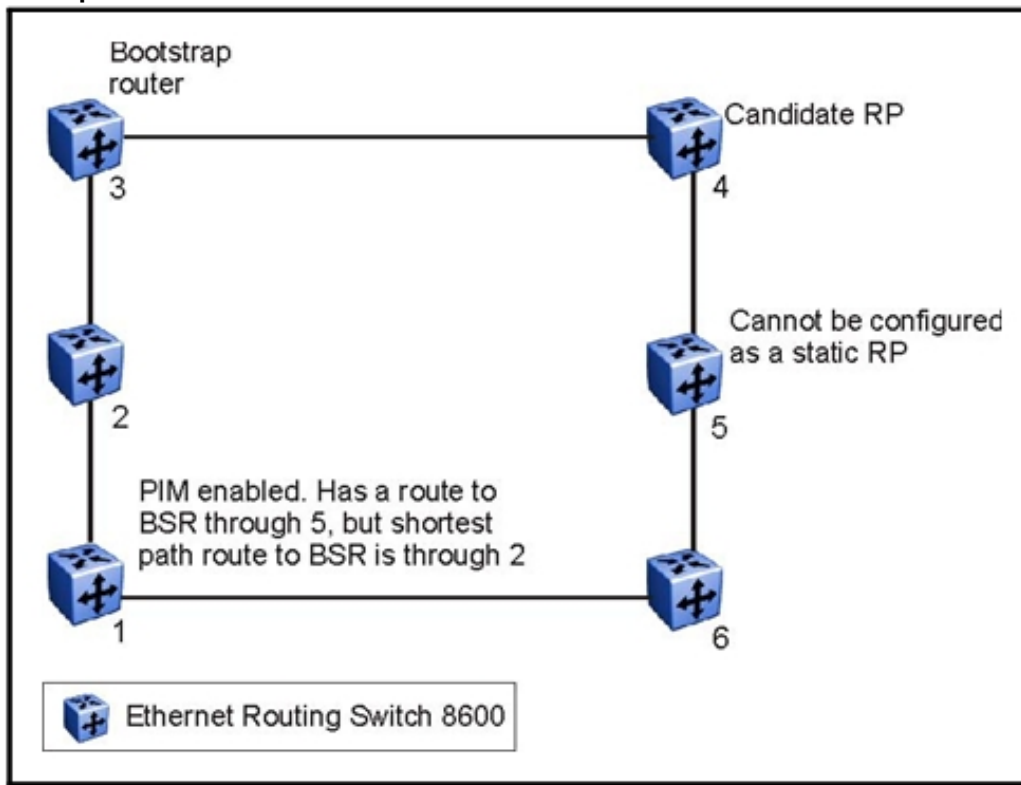 Bootstrap
router
3
Candidate RP
4
Cannot be configured
as a static RP
5
2
PIM enabled. Has a route to
BSR through 5, but shortest
path route to BSR is through 2
1
6
Ethernet Routing Switch 8600